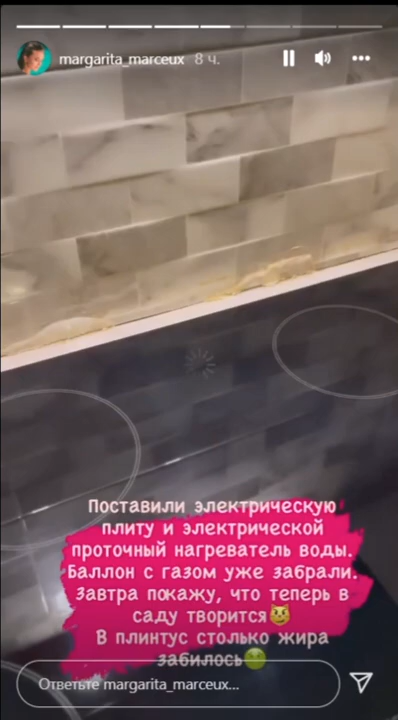 margarita_marceux 8 ч.
Поставили электрическую
плиту и электрической
проточный нагреватель воды.
Баллон с газом уже забрали.
Завтра покажу, что теперь в
саду творится😼
В плинтус столько жира
забилось🤢
Ответьте margarita_marceux...